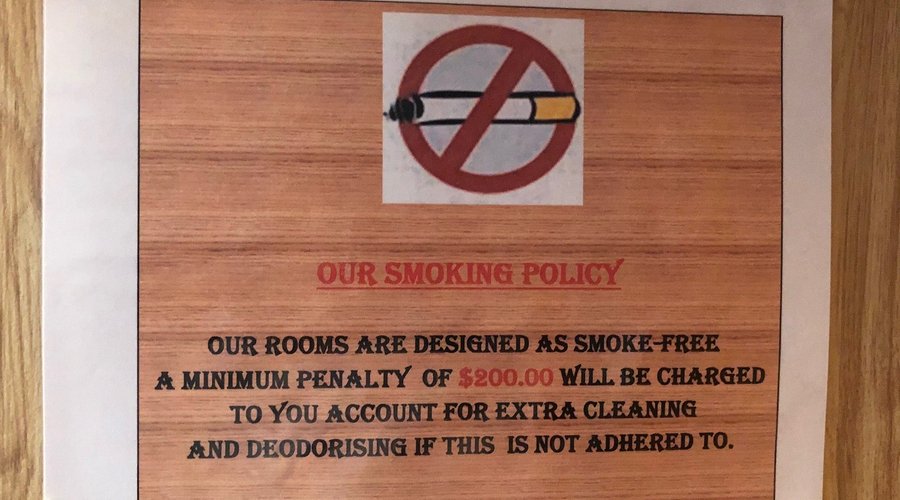 OUR SMOKING POLICY
OUR ROOMS ARE DESIGNED AS SMOKE-FREE
A MINIMUM PENALTY OF $200.00 WILL BE CHARGED
TO YOU ACCOUNT FOR EXTRA CLEANING
AND DEODORISING IF THIS IS NOT ADHERED TO.